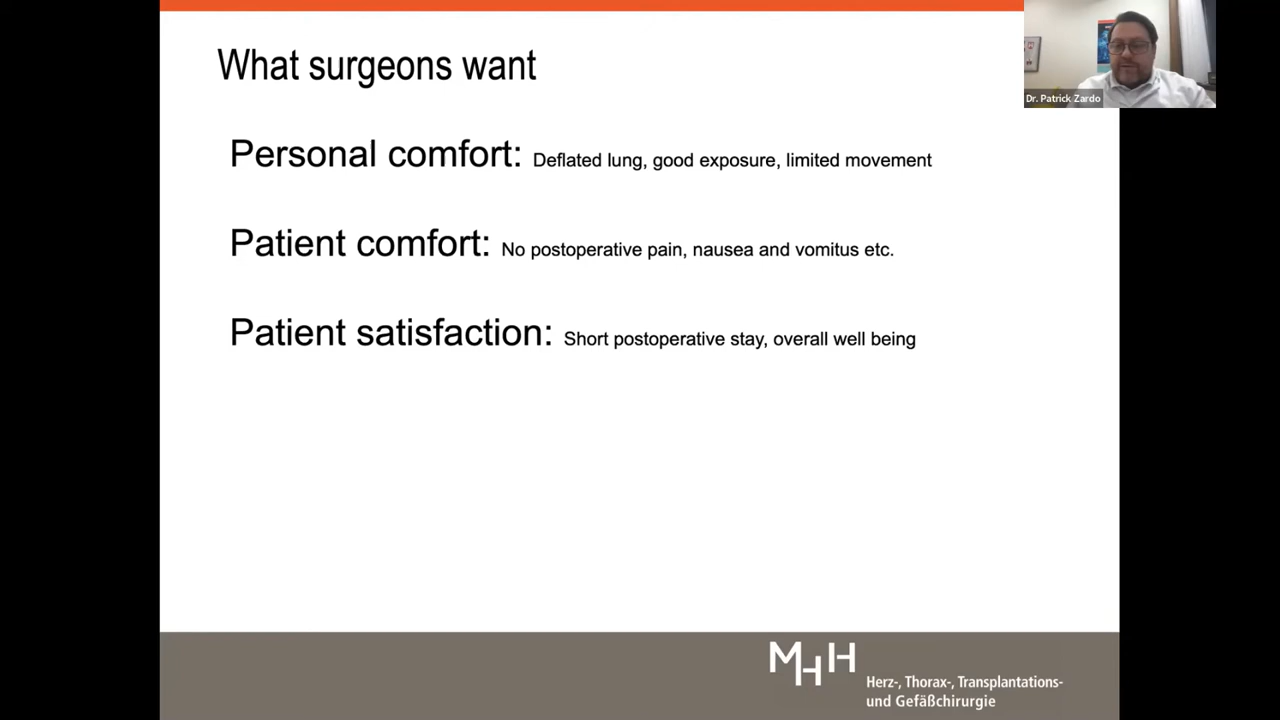 What surgeons want
Dr. Patrick Zardo
Personal comfort: Deflated lung, good exposure, limited movement
Patient comfort: No postoperative pain, nausea and vomitus etc.
Patient satisfaction: Short postoperative stay, overall well being
MHH
Herz-, Thorax-, Transplantations-
und Gefäßchirurgie